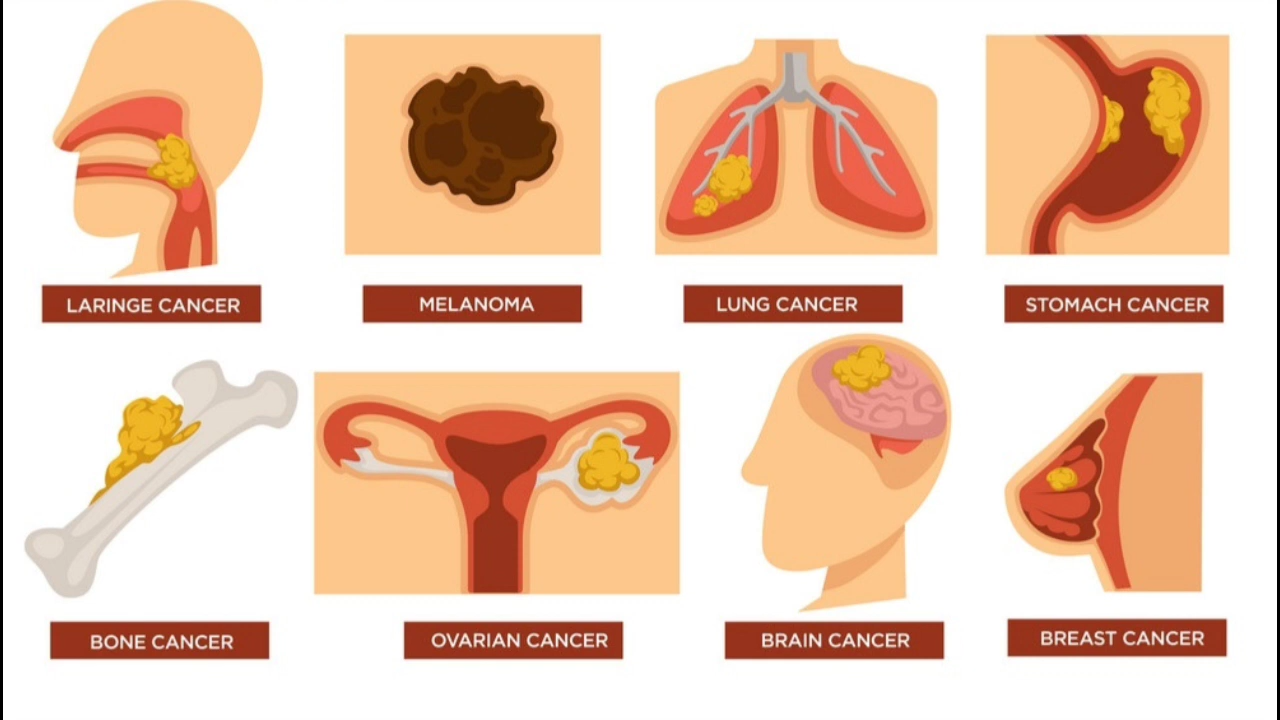 LARINGE CANCER
MELANOMA
LUNG CANCER
STOMACH CANCER
BONE CANCER
OVARIAN CANCER
BRAIN CANCER
BREAST CANCER